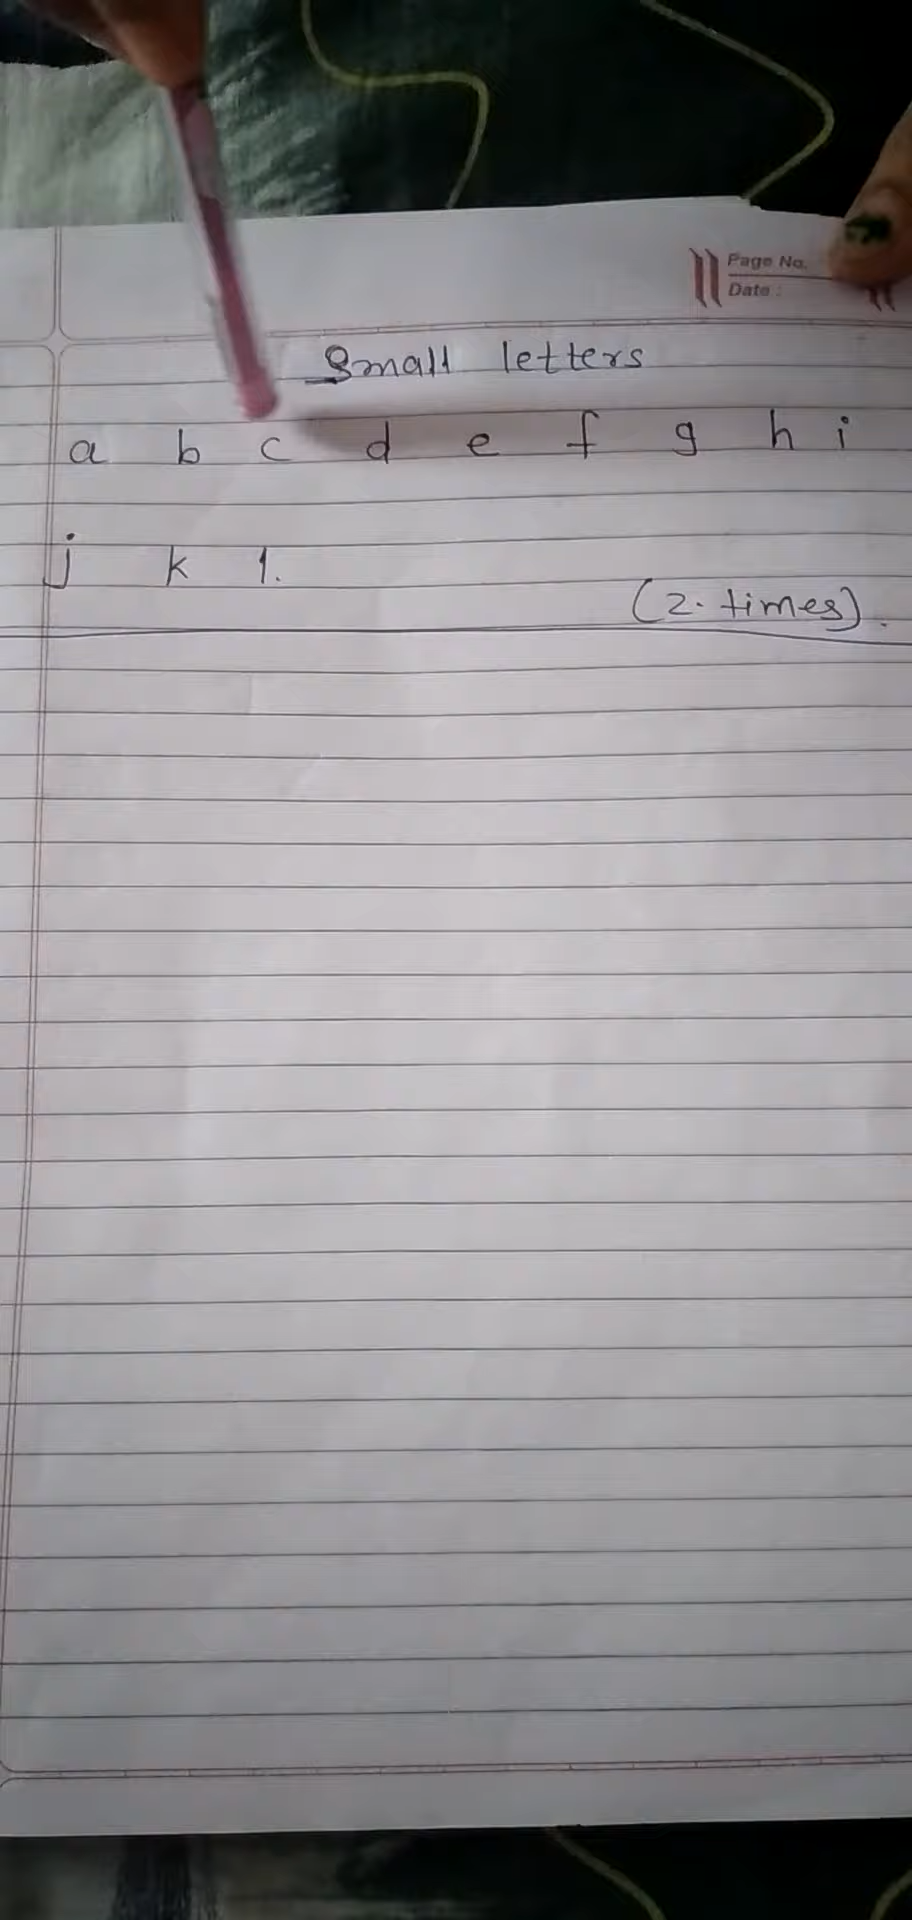 Page No.
Date :
Small letters
a b c d e f g h i
j k l.
(2. times).